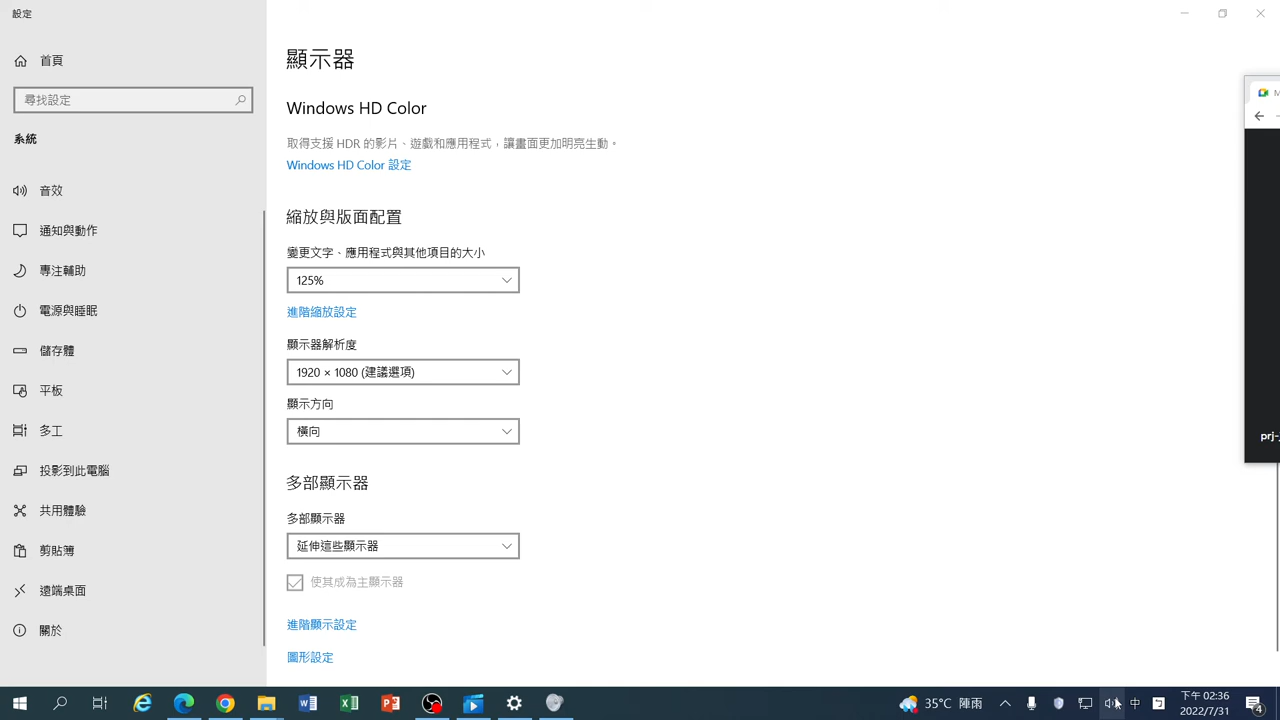 設定
首頁
尋找設定
系統
音效
通知與動作
專注輔助
電源與睡眠
儲存體
平板
多工
投影到此電腦
共用體驗
剪貼簿
遠端桌面
關於
顯示器
Windows HD Color
取得支援 HDR 的影片、遊戲和應用程式，讓畫面更加明亮生動。
Windows HD Color 設定
縮放與版面配置
變更文字、應用程式與其他項目的大小
125%
進階縮放設定
顯示器解析度
1920 × 1080 (建議選項)
顯示方向
橫向
多部顯示器
多部顯示器
延伸這些顯示器
使其成為主顯示器
進階顯示設定
圖形設定
M
prj-
35°C 陣雨
中
下午 02:36
2022/7/31
4